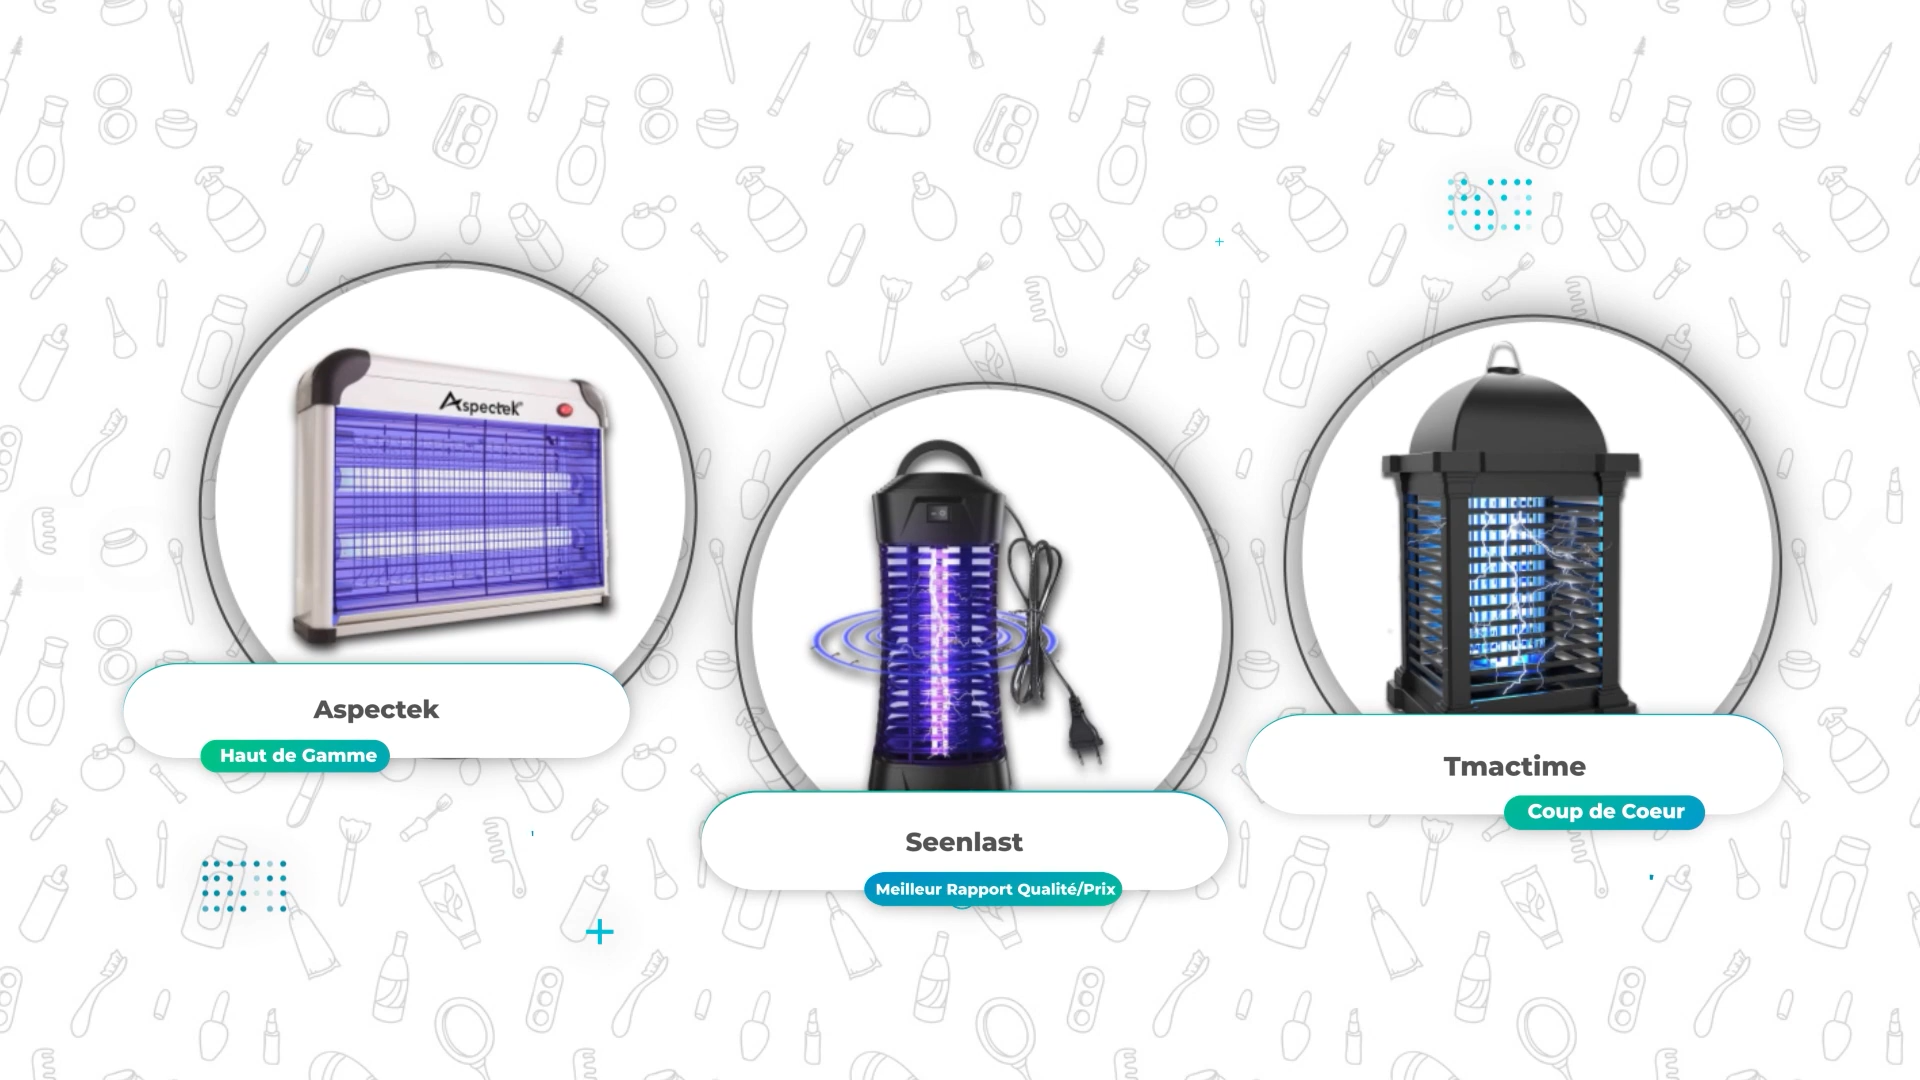 Aspectek
Aspectek
Haut de Gamme
Seenlast
Meilleur Rapport Qualité/Prix
Tmactime
Coup de Coeur